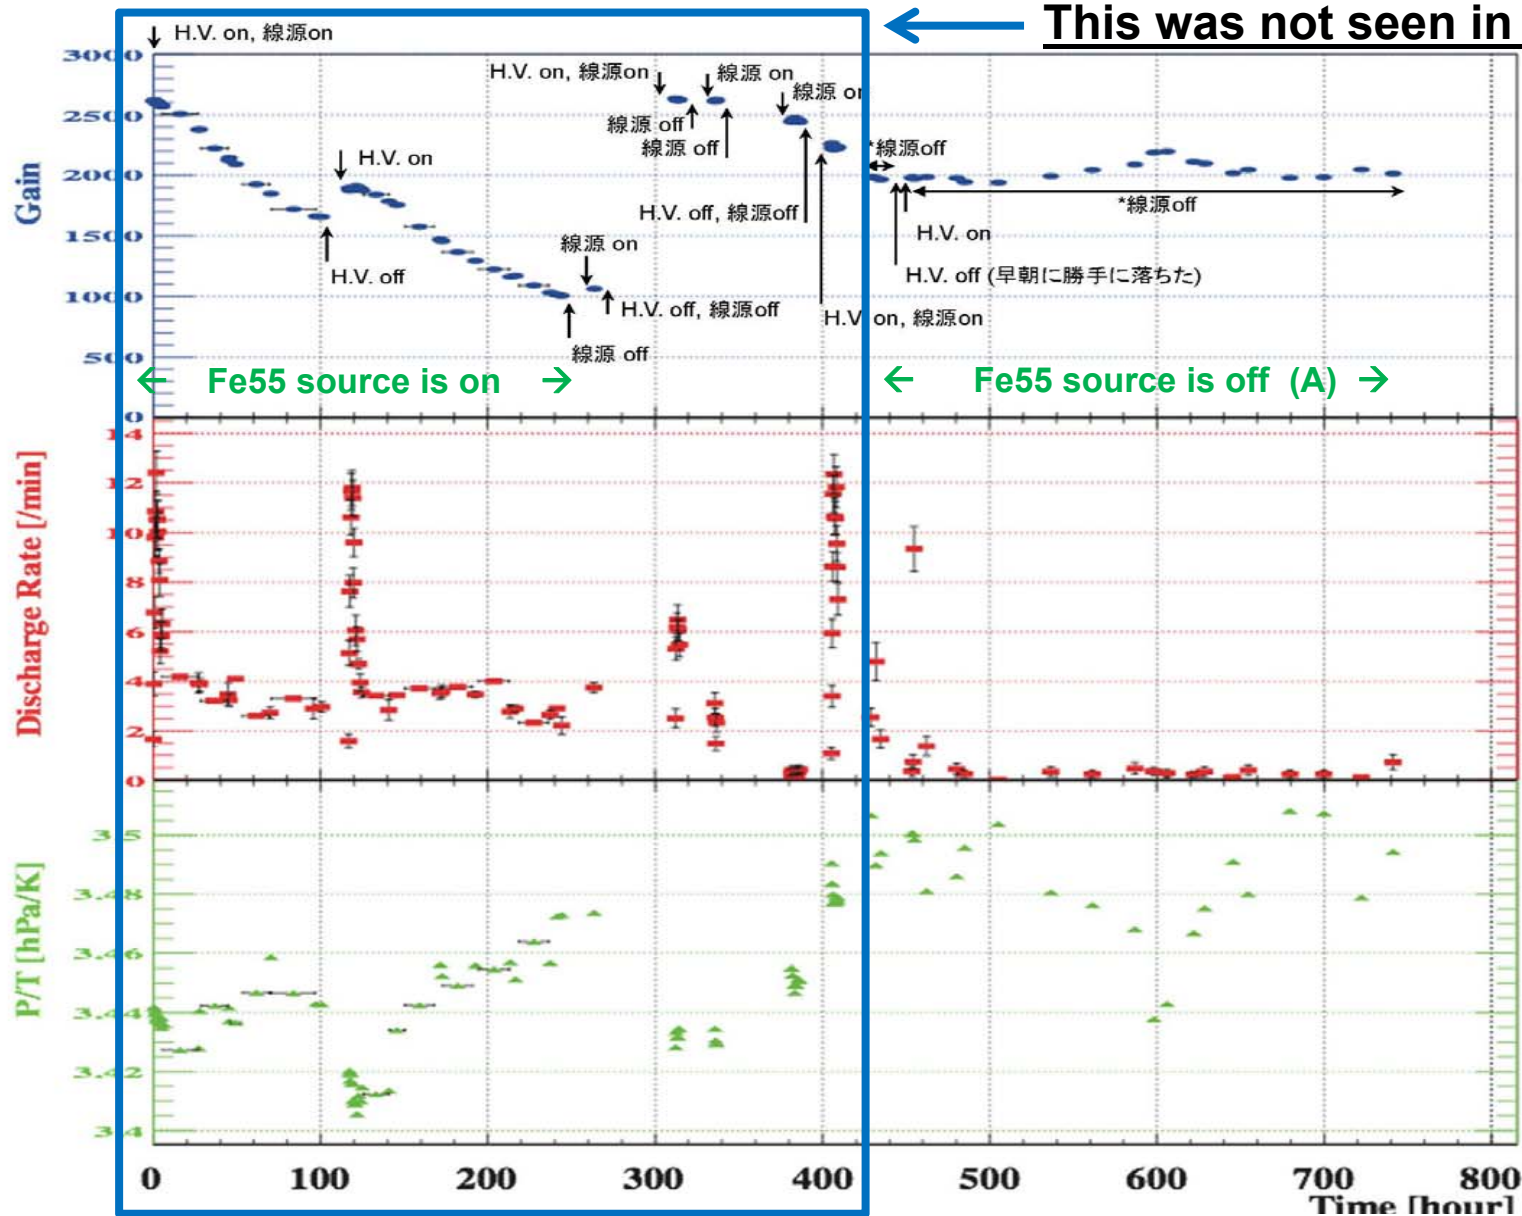 This was not seen in
H.V. on, 線源on
3000
2500
2000
1500
1000
500
0
Gain
H.V. on, 線源on
線源 on
線源 on
線源 off
線源 off
*線源off
H.V. on
H.V. off, 線源off
*線源off
線源 on
H.V. on
H.V. off
H.V. off (早朝に勝手に落ちた)
H.V. off, 線源off
H.V. on, 線源on
線源 off
← Fe55 source is on →
← Fe55 source is off (A) →
14
12
10
8
6
4
2
0
Discharge Rate [/min]
3.5
3.48
3.46
3.44
3.42
3.4
P/T [hPa/K]
0 100 200 300 400 500 600 700 800
Time [hour]